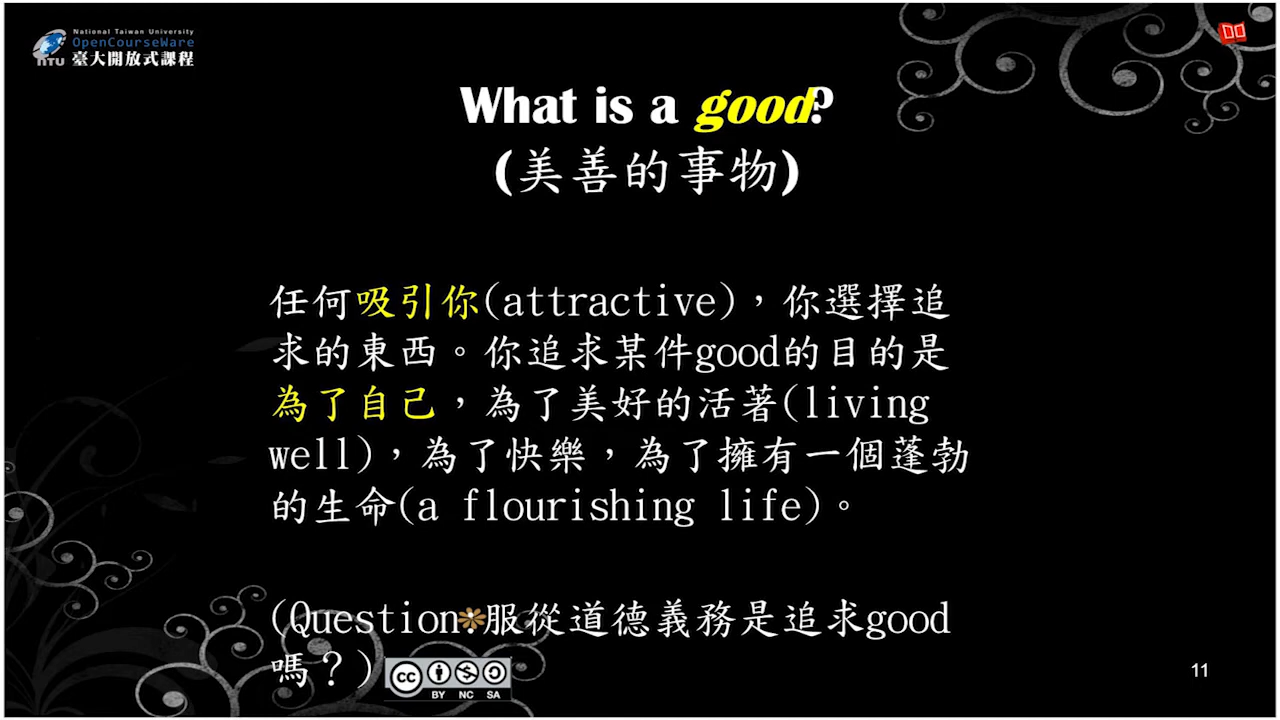 National Taiwan University
OpenCourseWare
NTU 臺大開放式課程
What is a good?
(美善的事物)
任何吸引你(attractive)，你選擇追
求的東西。你追求某件good的目的是
為了自己，為了美好的活著(living
well)，為了快樂，為了擁有一個蓬勃
的生命(a flourishing life)。
(Question:服從道德義務是追求good
嗎？)
cc
BY NC SA
11